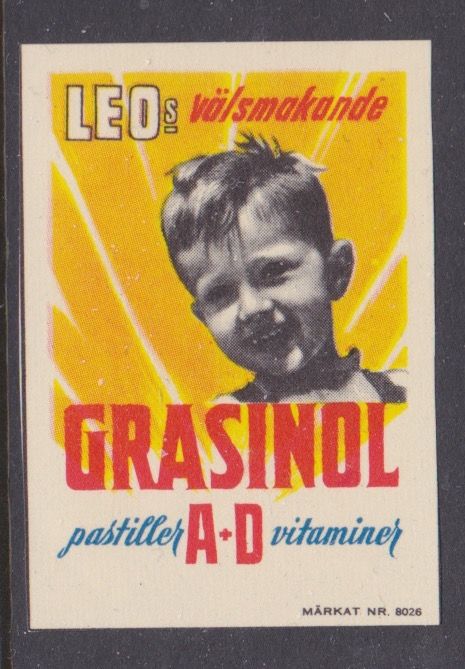 LEOs välsmakande
GRASINOL
pastiller A+D vitaminer
MÄRKAT NR. 8026